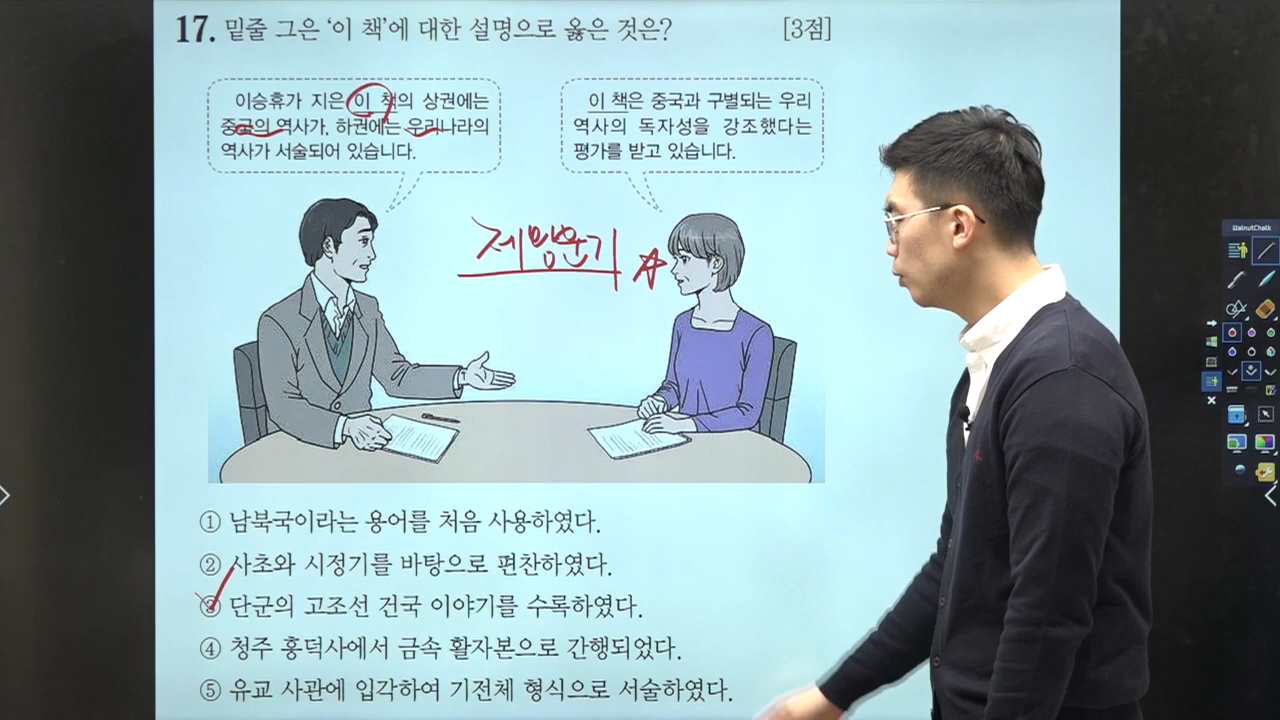 17. 밑줄 그은 ‘이 책’에 대한 설명으로 옳은 것은?
[3점]
이승휴가 지은 이 책의 상권에는
중국의 역사가, 하권에는 우리나라의
역사가 서술되어 있습니다.
이 책은 중국과 구별되는 우리
역사의 독자성을 강조했다는
평가를 받고 있습니다.
제왕운기
① 남북국이라는 용어를 처음 사용하였다.
② 사초와 시정기를 바탕으로 편찬하였다.
③ 단군의 고조선 건국 이야기를 수록하였다.
④ 청주 흥덕사에서 금속 활자본으로 간행되었다.
⑤ 유교 사관에 입각하여 기전체 형식으로 서술하였다.
WalnutChalk